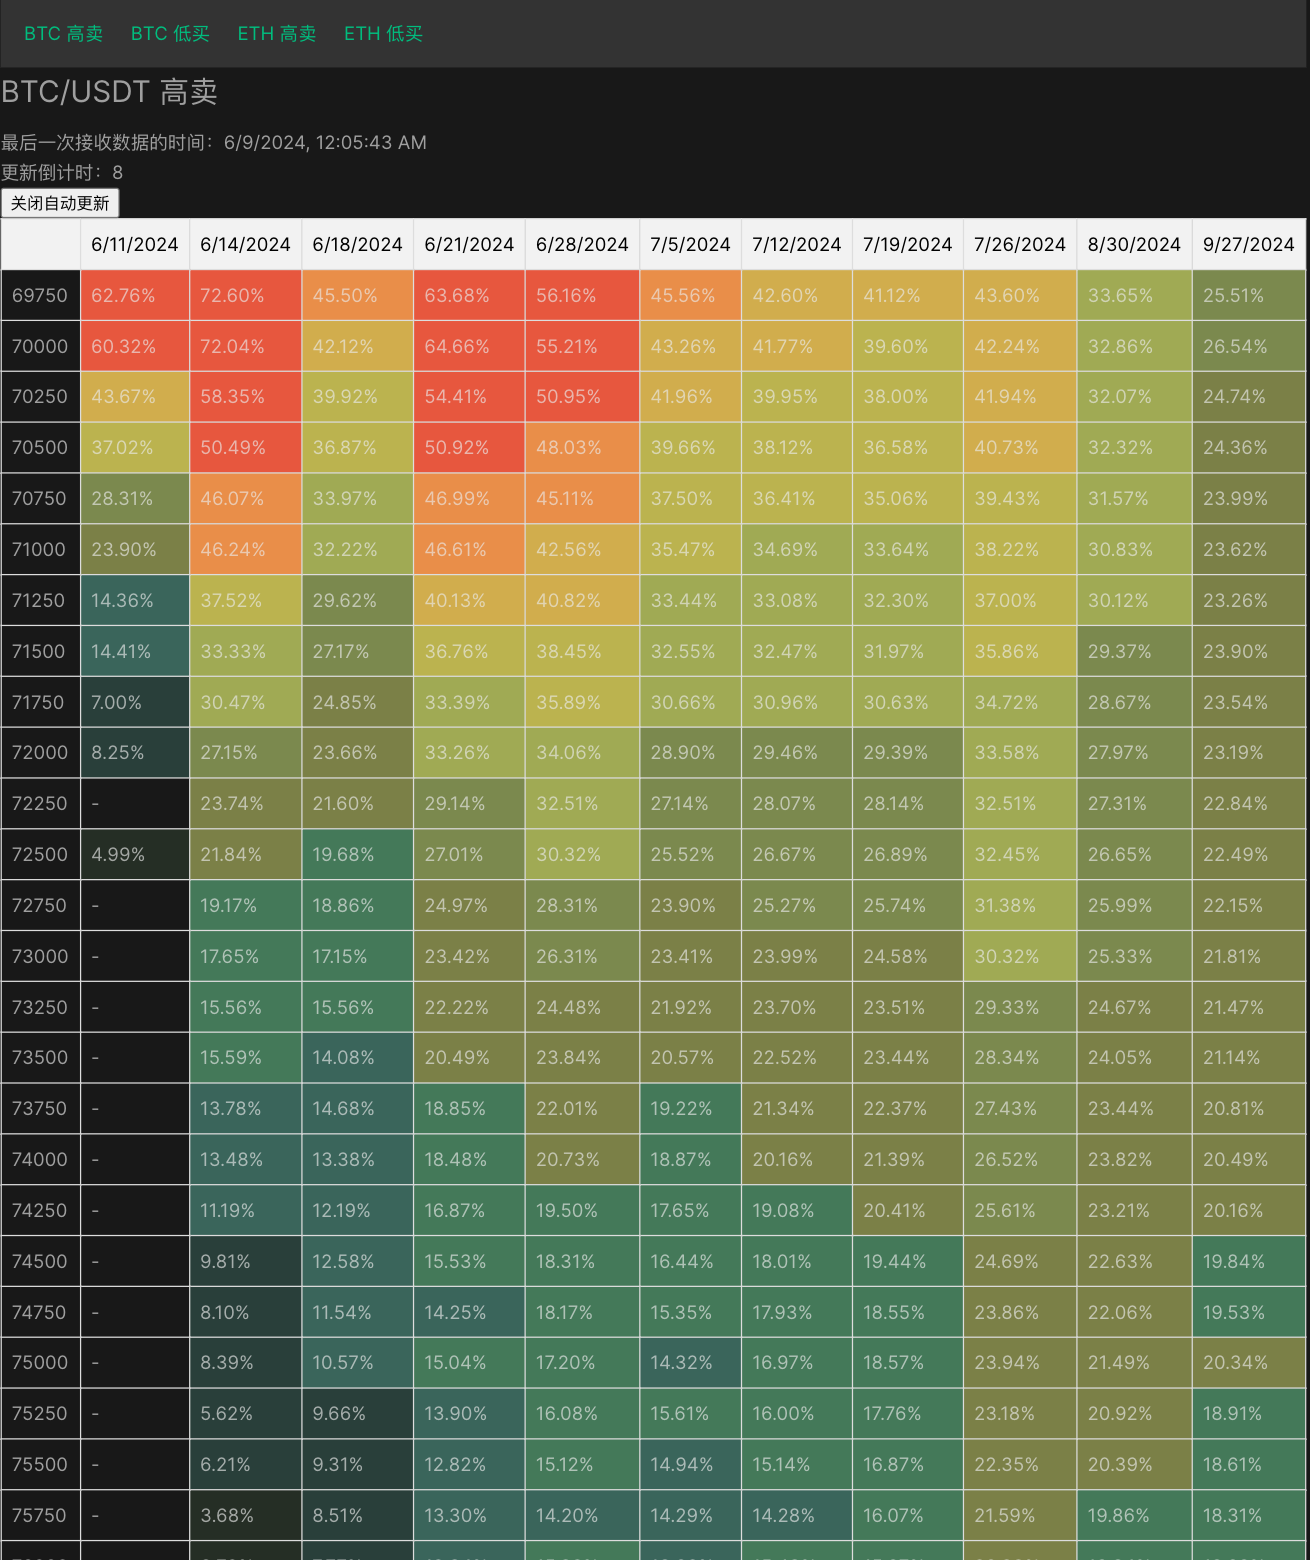 BTC 高卖 BTC 低买 ETH 高卖 ETH 低买
BTC/USDT 高卖
最后一次接收数据的时间：6/9/2024, 12:05:43 AM
更新倒计时：8
关闭自动更新
6/11/2024 6/14/2024 6/18/2024 6/21/2024 6/28/2024 7/5/2024 7/12/2024 7/19/2024 7/26/2024 8/30/2024 9/27/2024
69750 62.76% 72.60% 45.50% 63.68% 56.16% 45.56% 42.60% 41.12% 43.60% 33.65% 25.51%
70000 60.32% 72.04% 42.12% 64.66% 55.21% 43.26% 41.77% 39.60% 42.24% 32.86% 26.54%
70250 43.67% 58.35% 39.92% 54.41% 50.95% 41.96% 39.95% 38.00% 41.94% 32.07% 24.74%
70500 37.02% 50.49% 36.87% 50.92% 48.03% 39.66% 38.12% 36.58% 40.73% 32.32% 24.36%
70750 28.31% 46.07% 33.97% 46.99% 45.11% 37.50% 36.41% 35.06% 39.43% 31.57% 23.99%
71000 23.90% 46.24% 32.22% 46.61% 42.56% 35.47% 34.69% 33.64% 38.22% 30.83% 23.62%
71250 14.36% 37.52% 29.62% 40.13% 40.82% 33.44% 33.08% 32.30% 37.00% 30.12% 23.26%
71500 14.41% 33.33% 27.17% 36.76% 38.45% 32.55% 32.47% 31.97% 35.86% 29.37% 23.90%
71750 7.00% 30.47% 24.85% 33.39% 35.89% 30.66% 30.96% 30.63% 34.72% 28.67% 23.54%
72000 8.25% 27.15% 23.66% 33.26% 34.06% 28.90% 29.46% 29.39% 33.58% 27.97% 23.19%
72250 - 23.74% 21.60% 29.14% 32.51% 27.14% 28.07% 28.14% 32.51% 27.31% 22.84%
72500 4.99% 21.84% 19.68% 27.01% 30.32% 25.52% 26.67% 26.89% 32.45% 26.65% 22.49%
72750 - 19.17% 18.86% 24.97% 28.31% 23.90% 25.27% 25.74% 31.38% 25.99% 22.15%
73000 - 17.65% 17.15% 23.42% 26.31% 23.41% 23.99% 24.58% 30.32% 25.33% 21.81%
73250 - 15.56% 15.56% 22.22% 24.48% 21.92% 23.70% 23.51% 29.33% 24.67% 21.47%
73500 - 15.59% 14.08% 20.49% 23.84% 20.57% 22.52% 23.44% 28.34% 24.05% 21.14%
73750 - 13.78% 14.68% 18.85% 22.01% 19.22% 21.34% 22.37% 27.43% 23.44% 20.81%
74000 - 13.48% 13.38% 18.48% 20.73% 18.87% 20.16% 21.39% 26.52% 23.82% 20.49%
74250 - 11.19% 12.19% 16.87% 19.50% 17.65% 19.08% 20.41% 25.61% 23.21% 20.16%
74500 - 9.81% 12.58% 15.53% 18.31% 16.44% 18.01% 19.44% 24.69% 22.63% 19.84%
74750 - 8.10% 11.54% 14.25% 18.17% 15.35% 17.93% 18.55% 23.86% 22.06% 19.53%
75000 - 8.39% 10.57% 15.04% 17.20% 14.32% 16.97% 18.57% 23.94% 21.49% 20.34%
75250 - 5.62% 9.66% 13.90% 16.08% 15.61% 16.00% 17.76% 23.18% 20.92% 18.91%
75500 - 6.21% 9.31% 12.82% 15.12% 14.94% 15.14% 16.87% 22.35% 20.39% 18.61%
75750 - 3.68% 8.51% 13.30% 14.20% 14.29% 14.28% 16.07% 21.59% 19.86% 18.31%